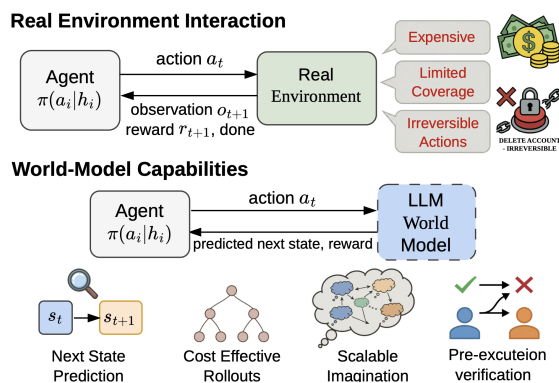 Real Environment Interaction
Agent
π(a_i|h_i)
action a_t
observation o_{t+1}
reward r_{t+1}, done
Real
Environment
Expensive
Limited
Coverage
Irreversible
Actions
$
DELETE ACCOUNT
- IRREVERSIBLE
World-Model Capabilities
Agent
π(a_i|h_i)
action a_t
predicted next state, reward
LLM
World
Model
s_t
s_{t+1}
Next State
Prediction
Cost Effective
Rollouts
Scalable
Imagination
Pre-excuteion
verification